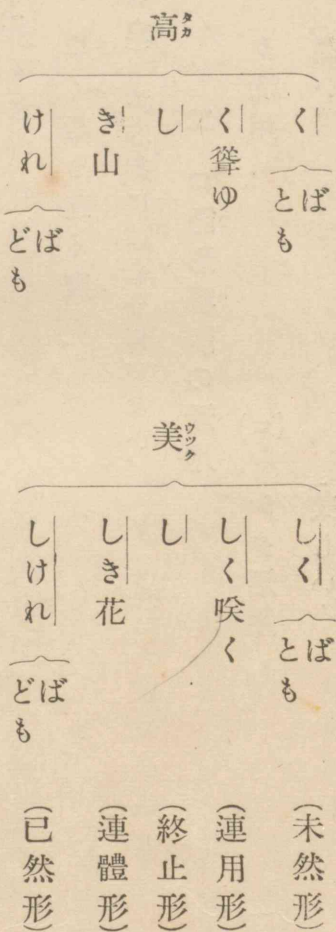 高タカ
く ばとも
く聳ゆ
し
き山
けれ ばども
美ウツク
しく ばとも
しく咲く
し
しき花
しけれ ばども
(未然形)
(連用形)
(終止形)
(連體形)
(已然形)